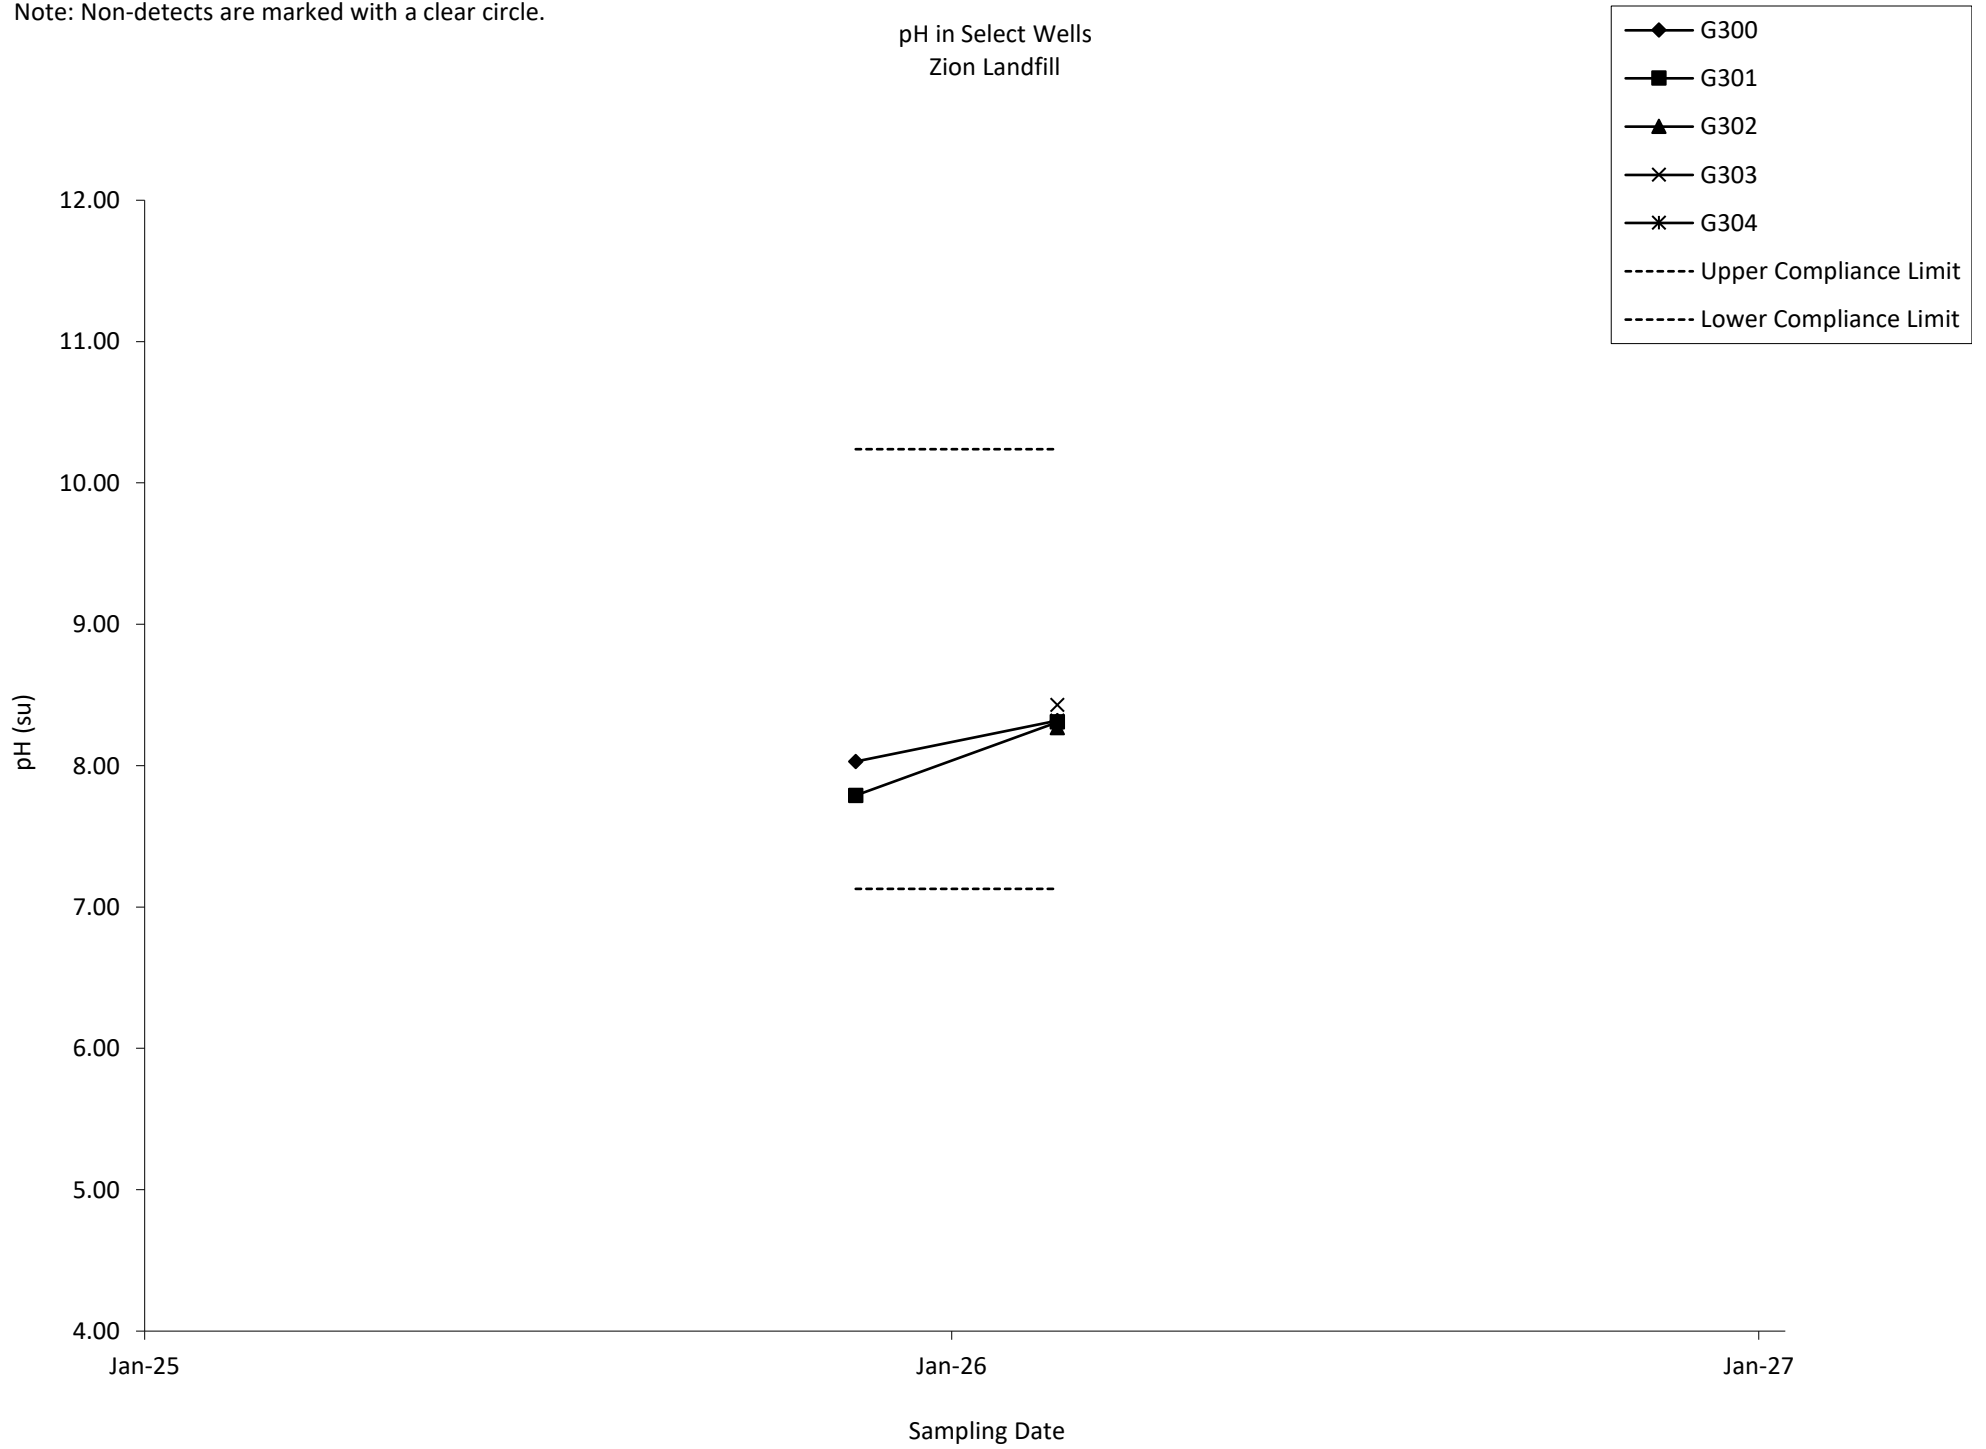 Note: Non-detects are marked with a clear circle.
pH in Select Wells
Zion Landfill
G300
G301
G302
G303
G304
Upper Compliance Limit
Lower Compliance Limit
12.00
11.00
10.00
9.00
8.00
7.00
6.00
5.00
4.00
pH (su)
Jan-25
Jan-26
Jan-27
Sampling Date